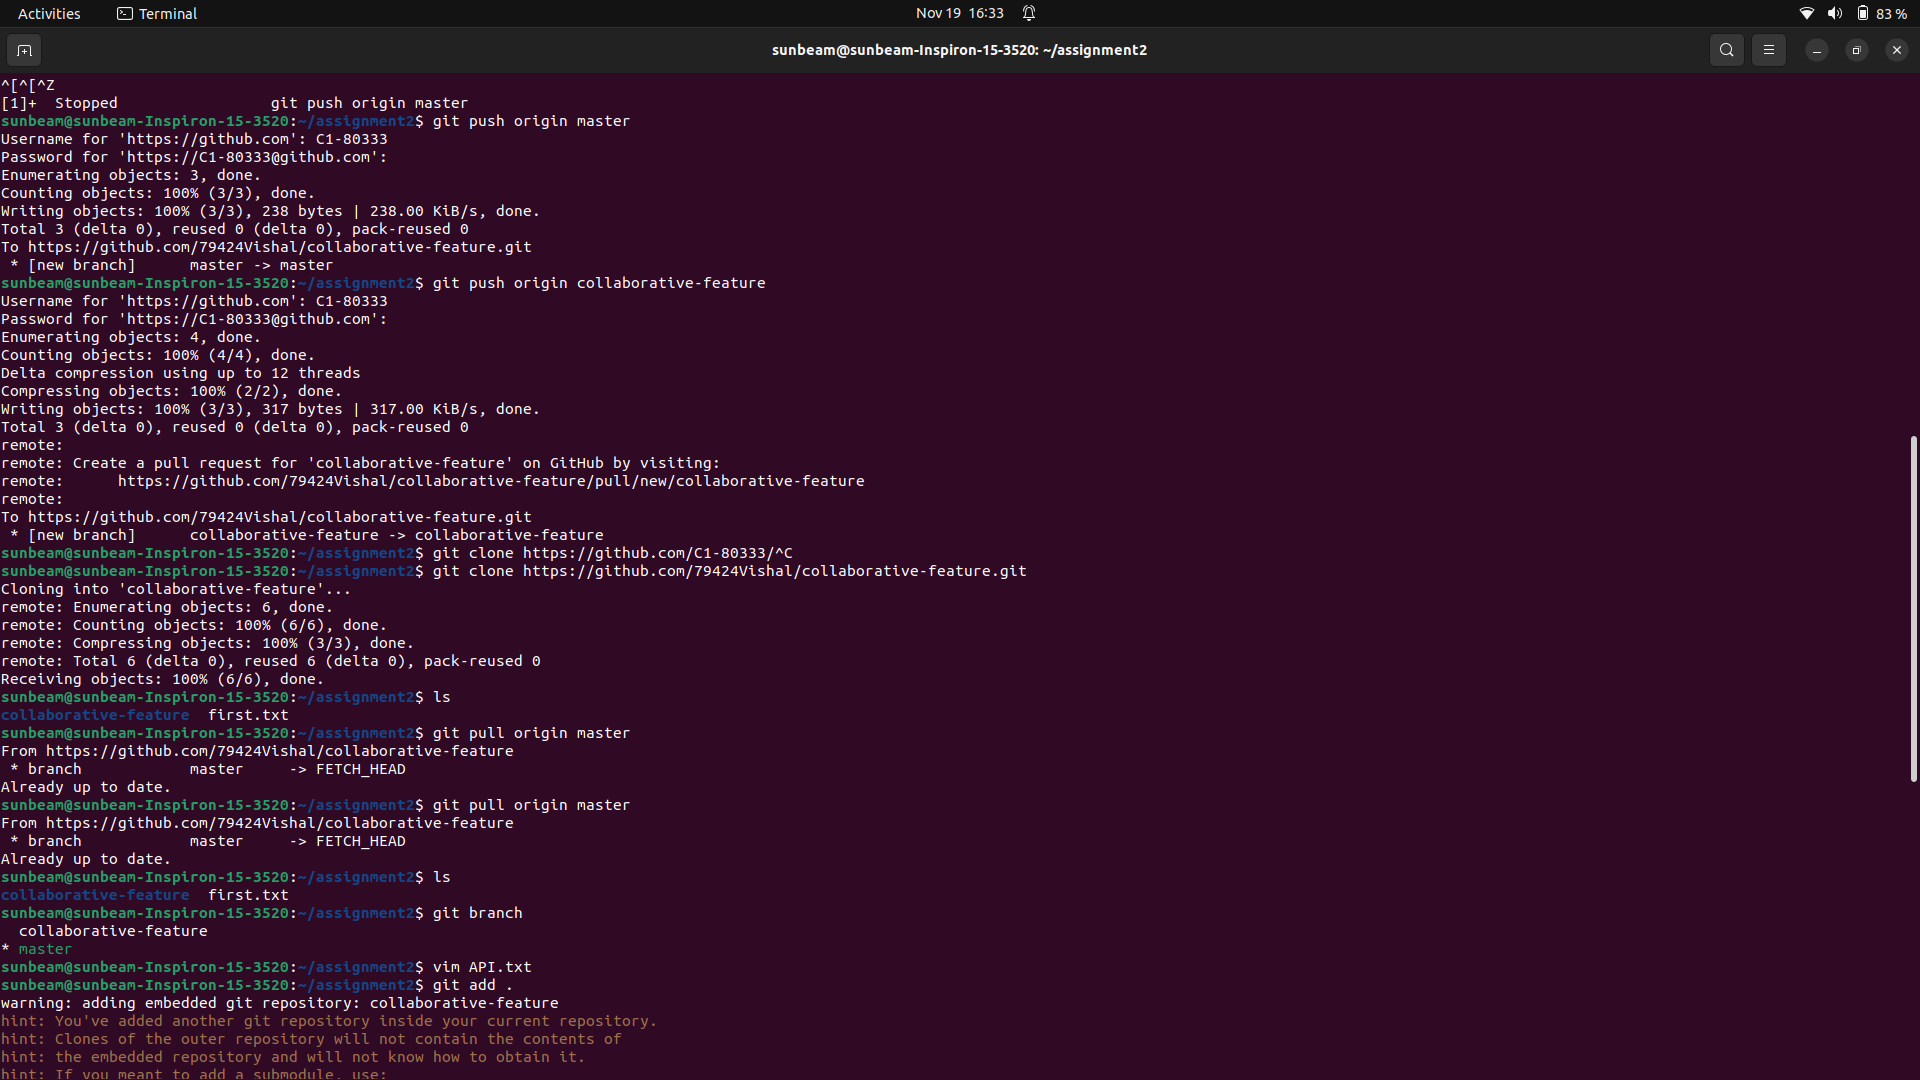 Activities Terminal Nov 19 16:33 83 %
sunbeam@sunbeam-Inspiron-15-3520: ~/assignment2
^[^[^Z
[1]+  Stopped                 git push origin master
sunbeam@sunbeam-Inspiron-15-3520:~/assignment2$ git push origin master
Username for 'https://github.com': C1-80333
Password for 'https://C1-80333@github.com':
Enumerating objects: 3, done.
Counting objects: 100% (3/3), done.
Writing objects: 100% (3/3), 238 bytes | 238.00 KiB/s, done.
Total 3 (delta 0), reused 0 (delta 0), pack-reused 0
To https://github.com/79424Vishal/collaborative-feature.git
 * [new branch]      master -> master
sunbeam@sunbeam-Inspiron-15-3520:~/assignment2$ git push origin collaborative-feature
Username for 'https://github.com': C1-80333
Password for 'https://C1-80333@github.com':
Enumerating objects: 4, done.
Counting objects: 100% (4/4), done.
Delta compression using up to 12 threads
Compressing objects: 100% (2/2), done.
Writing objects: 100% (3/3), 317 bytes | 317.00 KiB/s, done.
Total 3 (delta 0), reused 0 (delta 0), pack-reused 0
remote:
remote: Create a pull request for 'collaborative-feature' on GitHub by visiting:
remote:      https://github.com/79424Vishal/collaborative-feature/pull/new/collaborative-feature
remote:
To https://github.com/79424Vishal/collaborative-feature.git
 * [new branch]      collaborative-feature -> collaborative-feature
sunbeam@sunbeam-Inspiron-15-3520:~/assignment2$ git clone https://github.com/C1-80333/^C
sunbeam@sunbeam-Inspiron-15-3520:~/assignment2$ git clone https://github.com/79424Vishal/collaborative-feature.git
Cloning into 'collaborative-feature'...
remote: Enumerating objects: 6, done.
remote: Counting objects: 100% (6/6), done.
remote: Compressing objects: 100% (3/3), done.
remote: Total 6 (delta 0), reused 6 (delta 0), pack-reused 0
Receiving objects: 100% (6/6), done.
sunbeam@sunbeam-Inspiron-15-3520:~/assignment2$ ls
collaborative-feature  first.txt
sunbeam@sunbeam-Inspiron-15-3520:~/assignment2$ git pull origin master
From https://github.com/79424Vishal/collaborative-feature
 * branch            master     -> FETCH_HEAD
Already up to date.
sunbeam@sunbeam-Inspiron-15-3520:~/assignment2$ git pull origin master
From https://github.com/79424Vishal/collaborative-feature
 * branch            master     -> FETCH_HEAD
Already up to date.
sunbeam@sunbeam-Inspiron-15-3520:~/assignment2$ ls
collaborative-feature  first.txt
sunbeam@sunbeam-Inspiron-15-3520:~/assignment2$ git branch
  collaborative-feature
* master
sunbeam@sunbeam-Inspiron-15-3520:~/assignment2$ vim API.txt
sunbeam@sunbeam-Inspiron-15-3520:~/assignment2$ git add .
warning: adding embedded git repository: collaborative-feature
hint: You've added another git repository inside your current repository.
hint: Clones of the outer repository will not contain the contents of
hint: the embedded repository and will not know how to obtain it.
hint: If you meant to add a submodule, use: